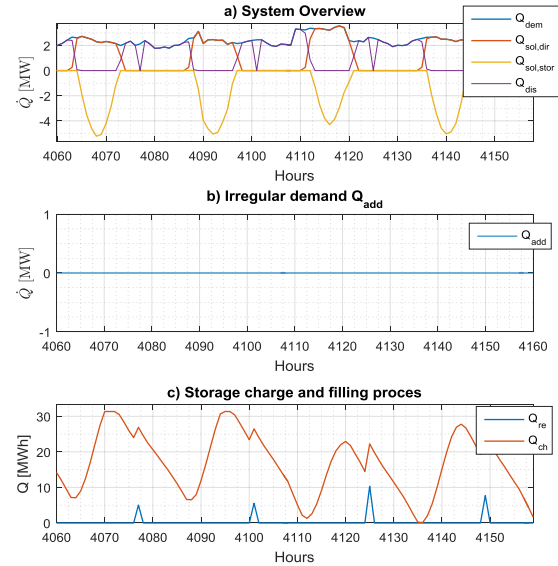 a) System Overview
Q̇ [MW]
2
0
-2
-4
4060 4070 4080 4090 4100 4110 4120 4130 4140 4150
Hours
Q_dem
Q_sol,dir
Q_sol,stor
Q_dis
b) Irregular demand Q_add
Q̇ [MW]
1
0
-1
4060 4070 4080 4090 4100 4110 4120 4130 4140 4150 4160
Hours
Q_add
c) Storage charge and filling proces
Q [MWh]
30
20
10
0
4060 4070 4080 4090 4100 4110 4120 4130 4140 4150
Hours
Q_re
Q_ch